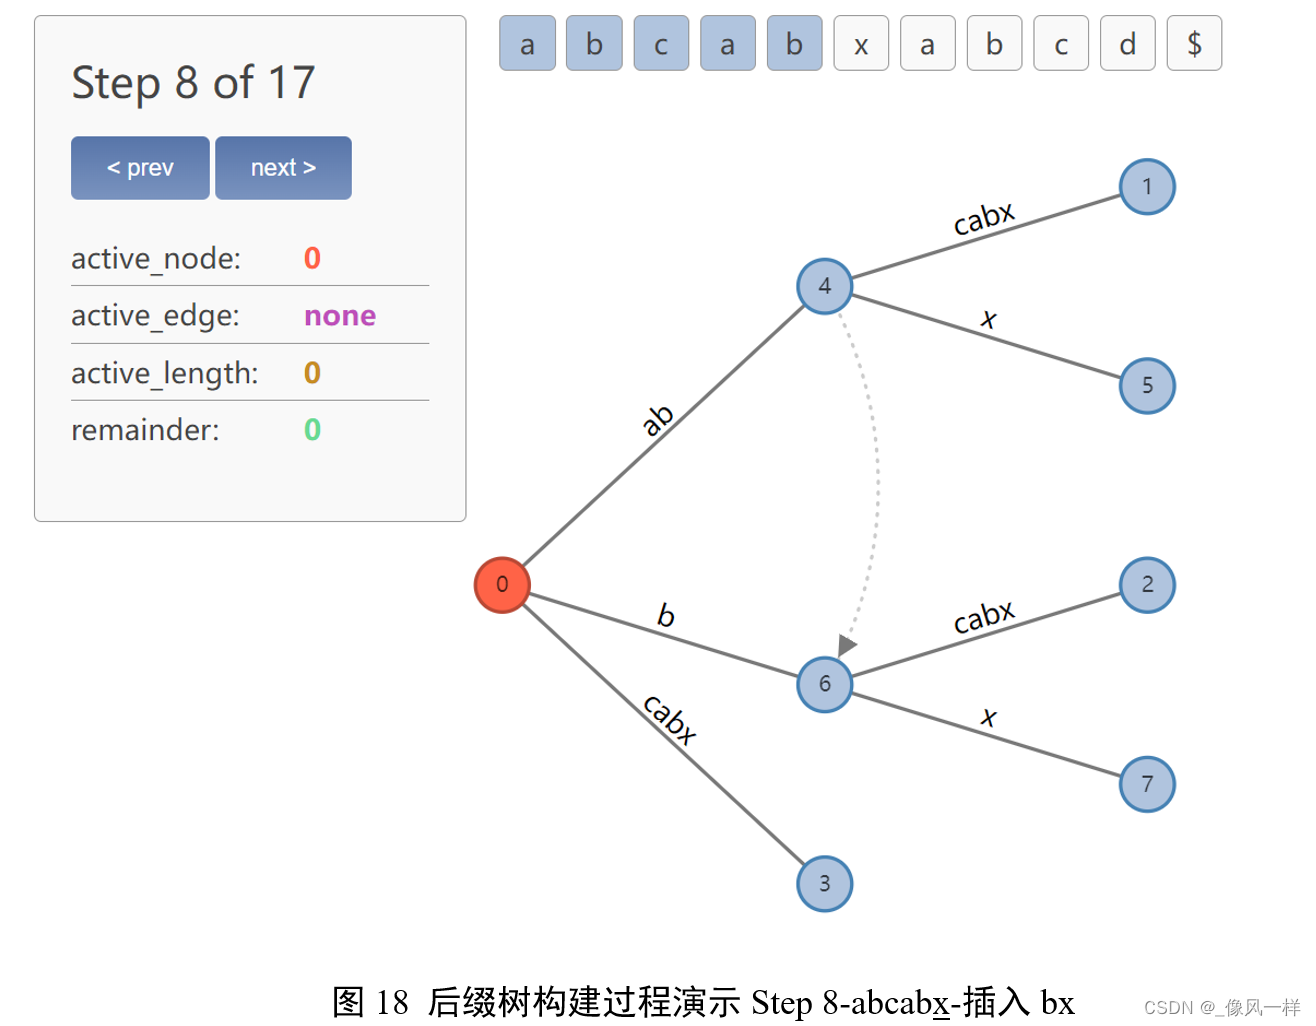 a b c a b x a b c d $
Step 8 of 17
< prev next >
active_node: 0
active_edge: none
active_length: 0
remainder: 0
1
cabx
4
x
5
ab
0
b
2
cabx
6
x
cabx
7
3
图 18 后缀树构建过程演示 Step 8-abcabx-插入 bx
CSDN @_像风一样